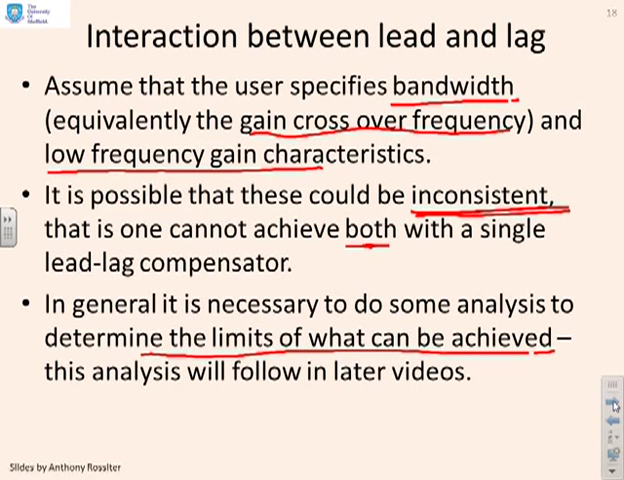 The
University
Of
Sheffield.
18
Interaction between lead and lag
• Assume that the user specifies bandwidth
(equivalently the gain cross over frequency) and
low frequency gain characteristics.
• It is possible that these could be inconsistent,
that is one cannot achieve both with a single
lead-lag compensator.
• In general it is necessary to do some analysis to
determine the limits of what can be achieved –
this analysis will follow in later videos.
Slides by Anthony Rossiter